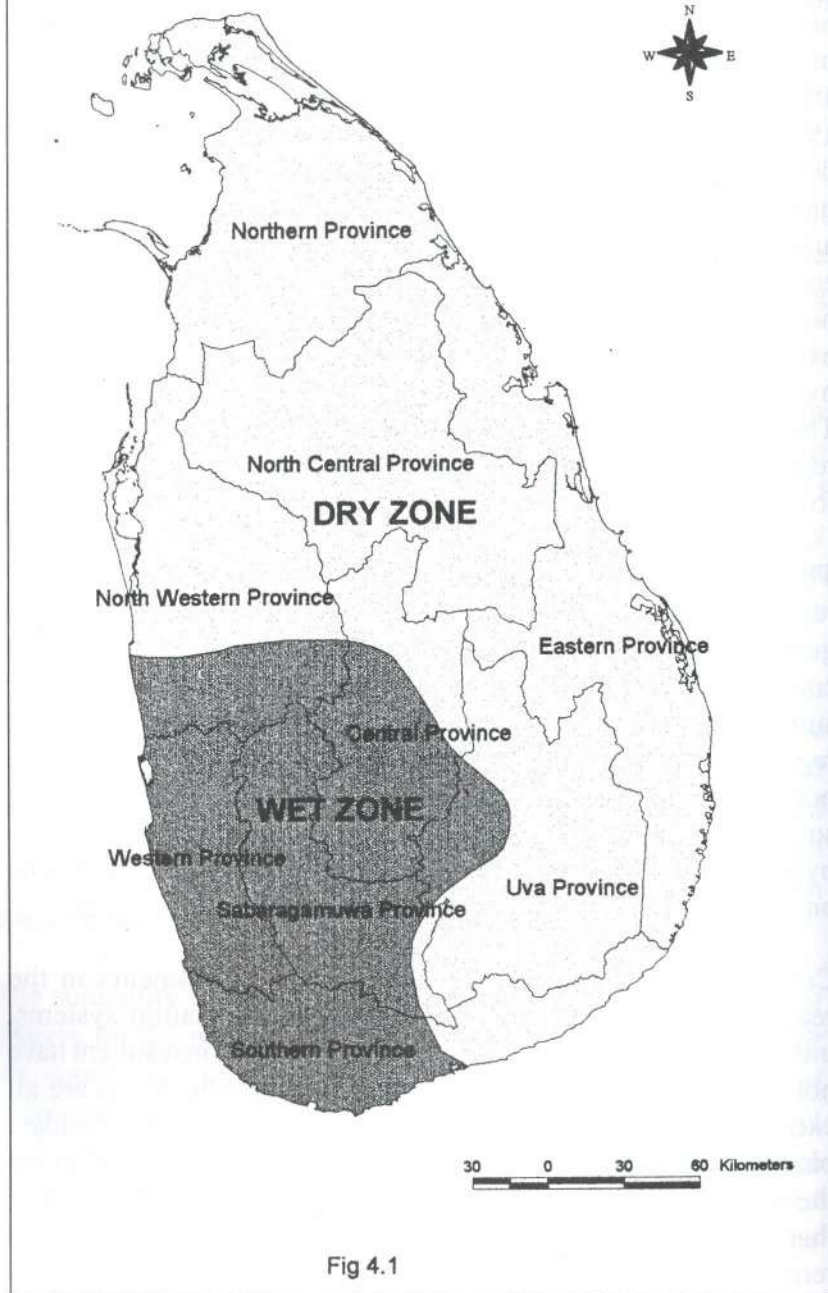 N
W E
S
Northern Province
North Central Province
DRY ZONE
North Western Province
Eastern Province
Central Province
WET ZONE
Western Province
Uva Province
Sabaragamuwa Province
Southern Province
30 0 30 60 Kilometers
Fig 4.1